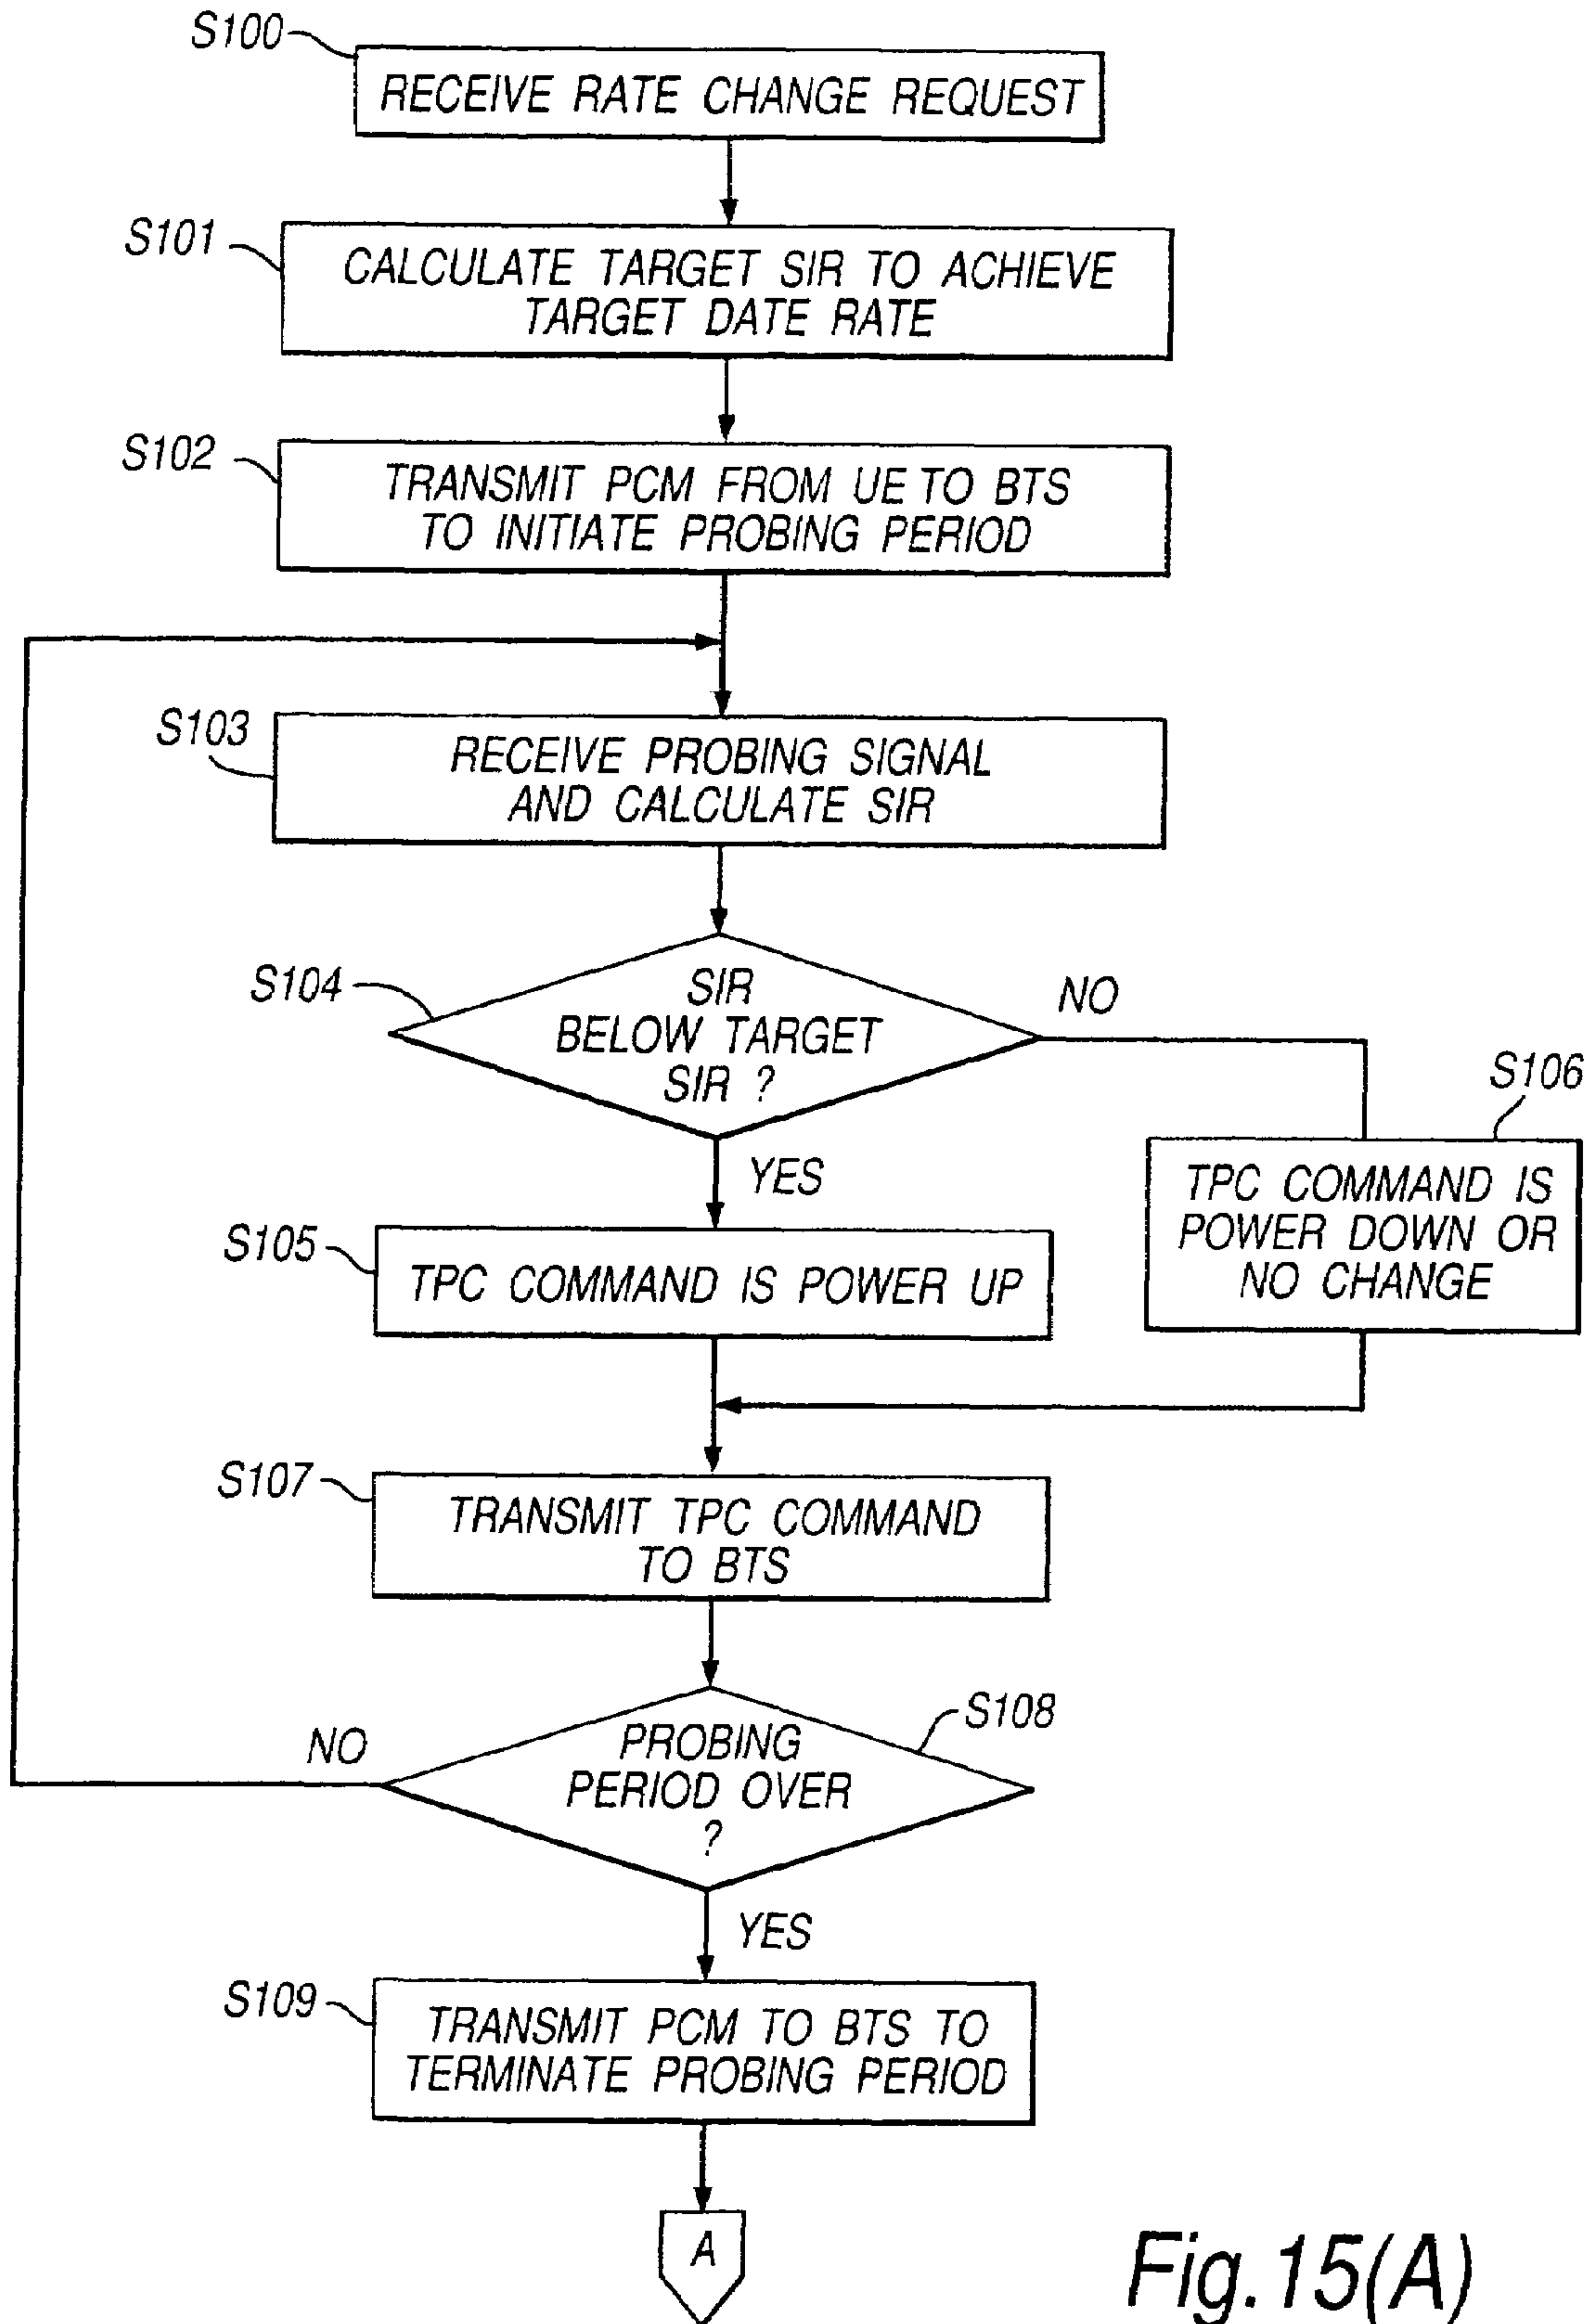 S100
RECEIVE RATE CHANGE REQUEST
S101
CALCULATE TARGET SIR TO ACHIEVE
TARGET DATE RATE
S102
TRANSMIT PCM FROM UE TO BTS
TO INITIATE PROBING PERIOD
S103
RECEIVE PROBING SIGNAL
AND CALCULATE SIR
S104
SIR
BELOW TARGET
SIR ?
NO
YES
S106
TPC COMMAND IS
POWER DOWN OR
NO CHANGE
S105
TPC COMMAND IS POWER UP
S107
TRANSMIT TPC COMMAND
TO BTS
S108
PROBING
PERIOD OVER
?
NO
YES
S109
TRANSMIT PCM TO BTS TO
TERMINATE PROBING PERIOD
A
Fig.15(A)